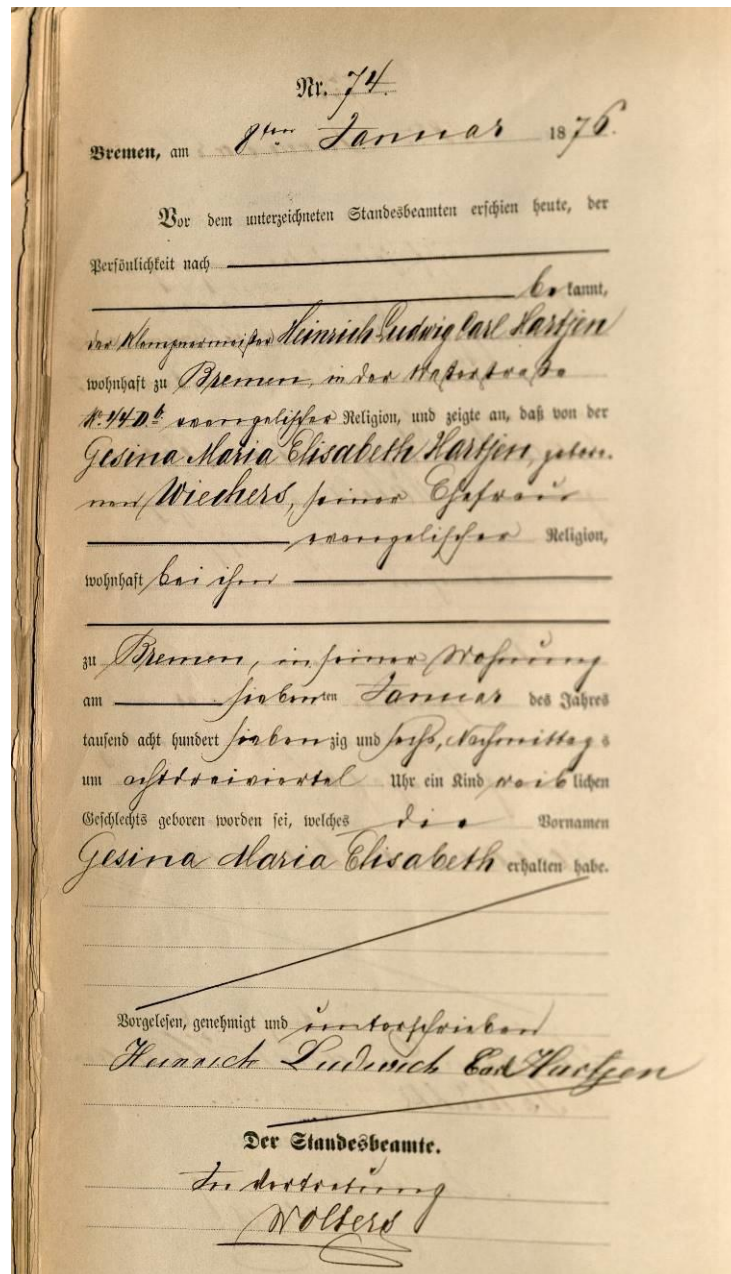 Nr. 74.
Bremen, am 8ten Januar 1876.
Vor dem unterzeichneten Standesbeamten erschien heute, der
Persönlichkeit nach
bekannt,
der Klempnermeister Heinrich Ludwig Carl Hartjen
wohnhaft zu Bremen, in der
evangelischer Religion, und zeigte an, daß von der
Gesina Maria Elisabeth Hartjen, gebore-
nen Wiechers, seiner Ehefrau
evangelischer Religion,
wohnhaft bei ihm
zu Bremen, in seiner Wohnung
am siebenten Januar des Jahres
tausend acht hundert siebenzig und sechs, Nachmittags
um achtdreiviertel Uhr ein Kind weiblichen
Geschlechts geboren worden sei, welches die Vornamen
Gesina Maria Elisabeth erhalten habe.
Vorgelesen, genehmigt und unterschrieben
Heinrich Ludwich Carl Hartjen
Der Standesbeamte.
In Vertretung
Wolters